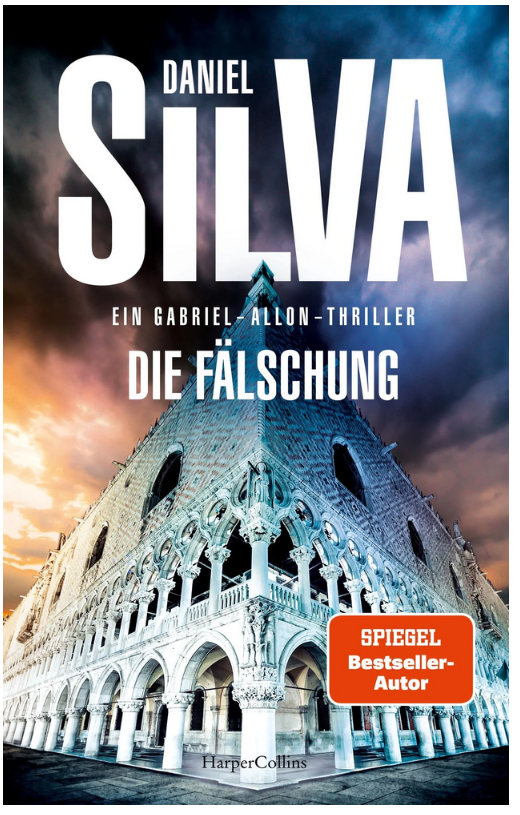 DANIEL
SILVA
EIN GABRIEL-ALLON-THRILLER
DIE FÄLSCHUNG
SPIEGEL
Bestseller-
Autor
HarperCollins